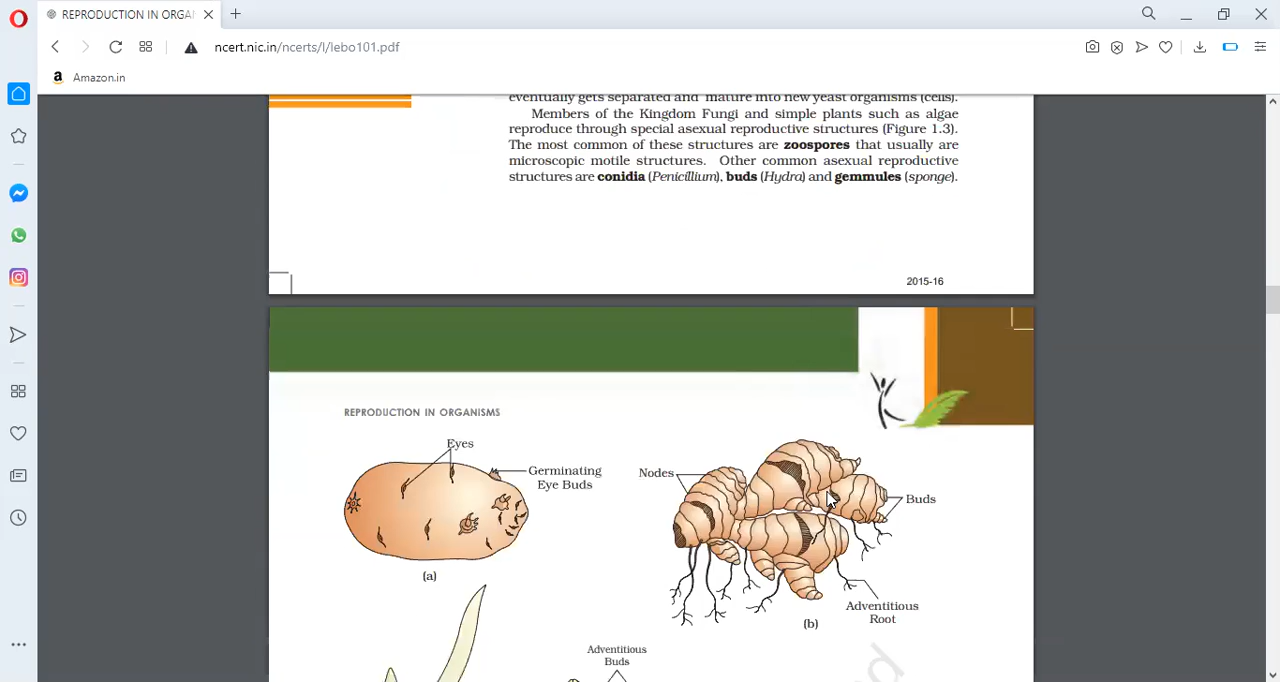 REPRODUCTION IN ORGA
ncert.nic.in/ncerts/l/lebo101.pdf
a Amazon.in
eventually gets separated and mature into new yeast organisms (cells).
Members of the Kingdom Fungi and simple plants such as algae
reproduce through special asexual reproductive structures (Figure 1.3).
The most common of these structures are zoospores that usually are
microscopic motile structures. Other common asexual reproductive
structures are conidia (Penicillium), buds (Hydra) and gemmules (sponge).
2015-16
REPRODUCTION IN ORGANISMS
Eyes
Germinating
Eye Buds
(a)
Nodes
Buds
Adventitious
Root
(b)
Adventitious
Buds
d